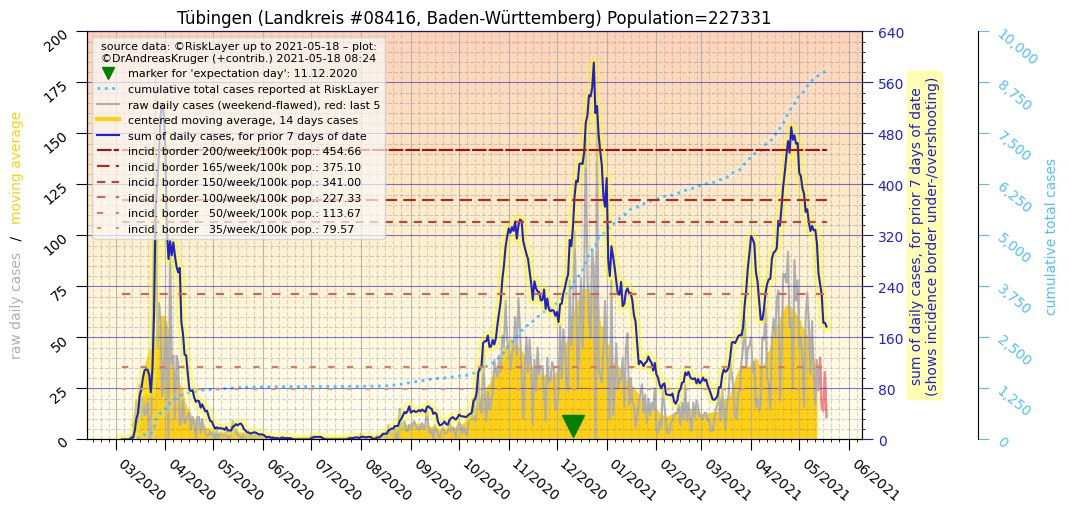 Tübingen (Landkreis #08416, Baden-Württemberg) Population=227331
source data: ©RiskLayer up to 2021-05-18 – plot:
©DrAndreasKruger (+contrib.) 2021-05-18 08:24
marker for 'expectation day': 11.12.2020
cumulative total cases reported at RiskLayer
raw daily cases (weekend-flawed), red: last 5
centered moving average, 14 days cases
sum of daily cases, for prior 7 days of date
incid. border 200/week/100k pop.: 454.66
incid. border 165/week/100k pop.: 375.10
incid. border 150/week/100k pop.: 341.00
incid. border 100/week/100k pop.: 227.33
incid. border 50/week/100k pop.: 113.67
incid. border 35/week/100k pop.: 79.57
raw daily cases / moving average
200
175
150
125
100
75
50
25
0
03/2020
04/2020
05/2020
06/2020
07/2020
08/2020
09/2020
10/2020
11/2020
12/2020
01/2021
02/2021
03/2021
04/2021
05/2021
06/2021
640
560
480
400
320
240
160
80
0
sum of daily cases, for prior 7 days of date
(shows incidence border under-/overshooting)
10,000
8,750
7,500
6,250
5,000
3,750
2,500
1,250
0
cumulative total cases